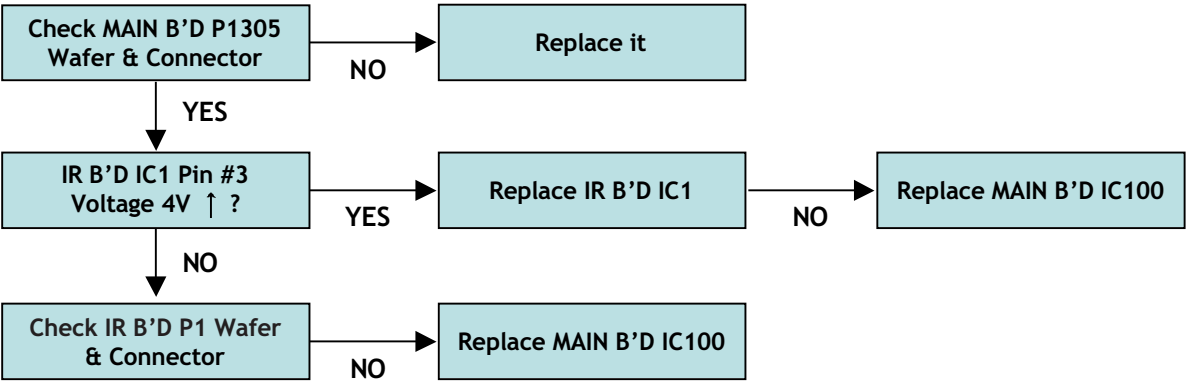 Check MAIN B’D P1305
Wafer & Connector
NO
Replace it
YES
IR B’D IC1 Pin #3
Voltage 4V ↑ ?
YES
Replace IR B’D IC1
NO
Replace MAIN B’D IC100
NO
Check IR B’D P1 Wafer
& Connector
NO
Replace MAIN B’D IC100